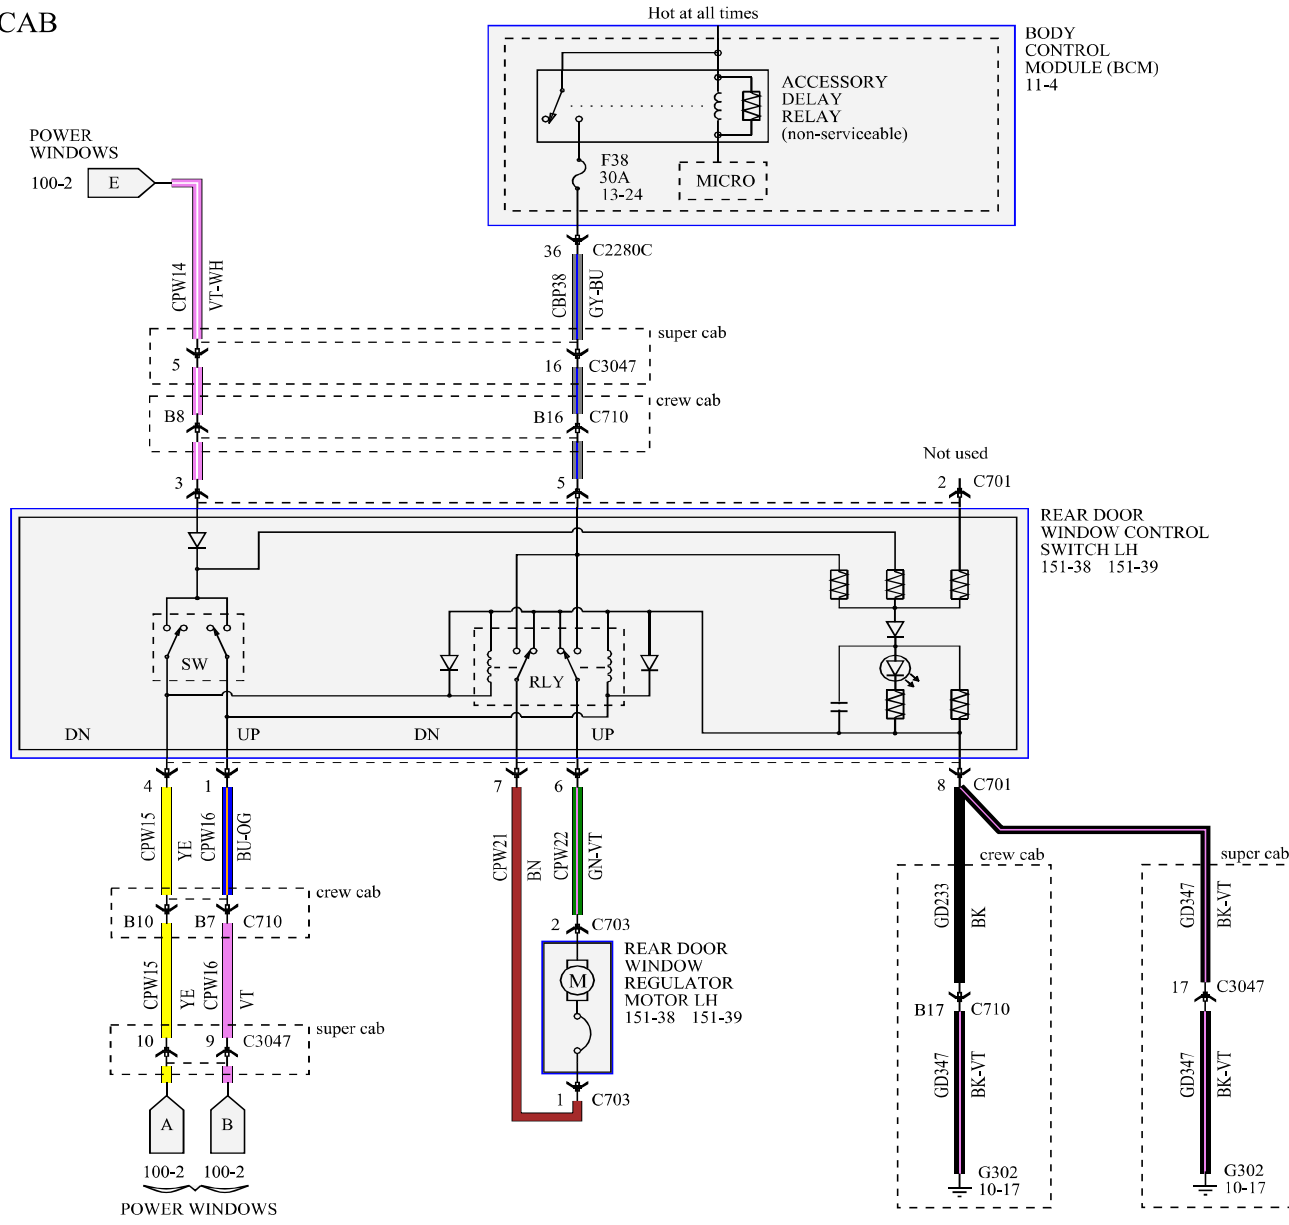 CAB
Hot at all times
BODY
CONTROL
MODULE (BCM)
11-4
ACCESSORY
DELAY
RELAY
(non-serviceable)
F38
30A
13-24
MICRO
POWER
WINDOWS
100-2
E
36
C2280C
CPW14
VT-WH
CBP38
GY-BU
super cab
5
16
C3047
crew cab
B8
B16
C710
Not used
3
5
2
C701
REAR DOOR
WINDOW CONTROL
SWITCH LH
151-38 151-39
SW
RLY
DN
UP
DN
UP
4
1
7
6
8
C701
CPW15
YE
CPW16
BU-OG
CPW21
BN
CPW22
GN-VT
crew cab
super cab
crew cab
B10
B7
C710
GD233
BK
GD347
BK-VT
2
C703
REAR DOOR
WINDOW
REGULATOR
MOTOR LH
151-38 151-39
M
CPW15
YE
CPW16
VT
17
C3047
B17
C710
super cab
10
9
C3047
GD347
BK-VT
GD347
BK-VT
1
C703
A
B
100-2
100-2
POWER WINDOWS
G302
10-17
G302
10-17